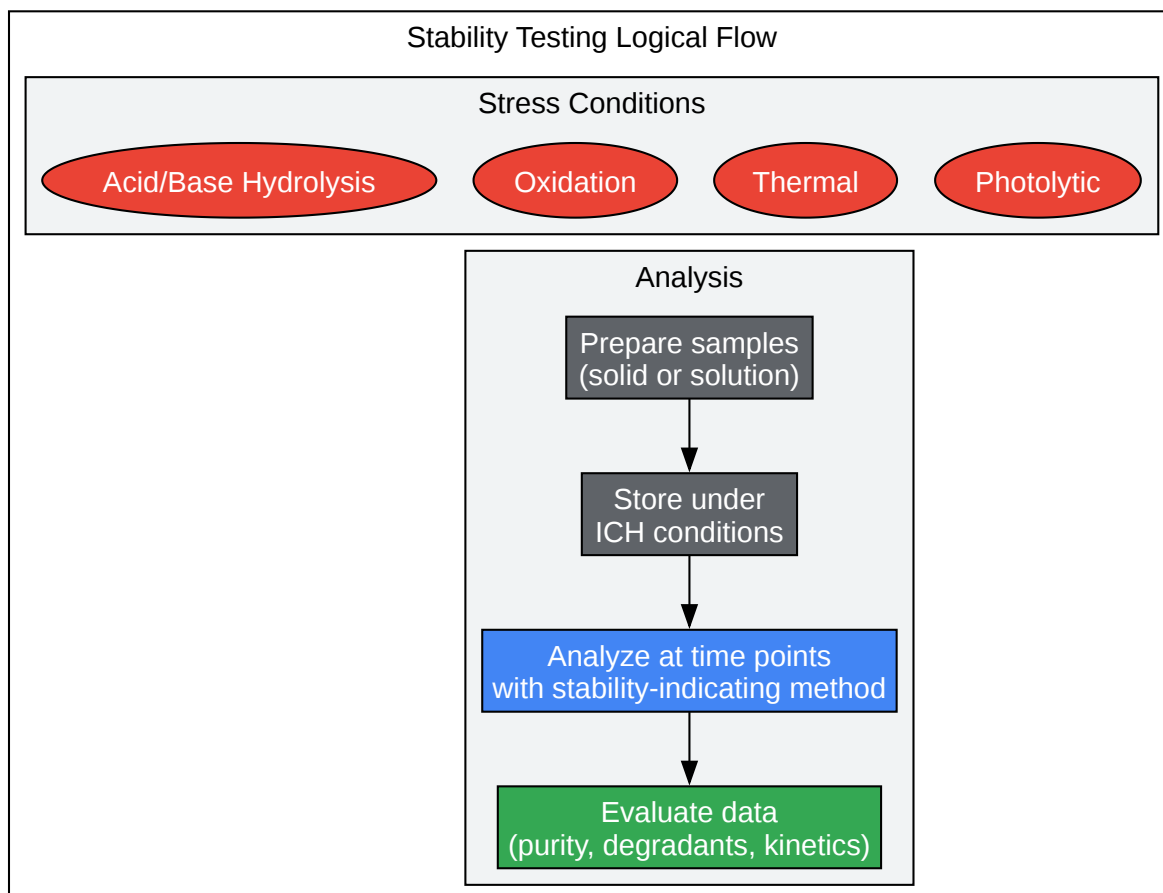 Stability Testing Logical Flow
Stress Conditions
Acid/Base Hydrolysis
Oxidation
Thermal
Photolytic
Analysis
Prepare samples
(solid or solution)
Store under
ICH conditions
Analyze at time points
with stability-indicating method
Evaluate data
(purity, degradants, kinetics)